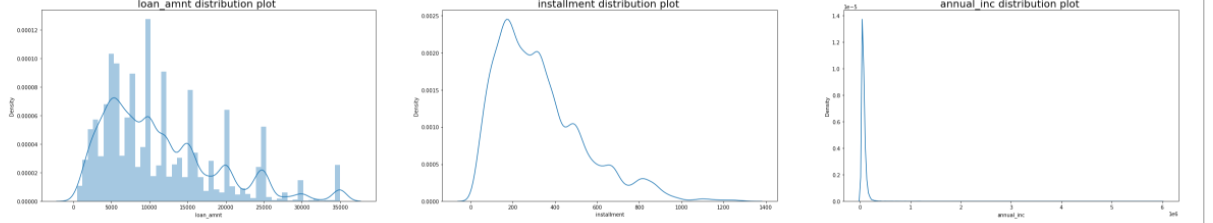 loan_amnt distribution plot
Density
0.00012
0.00010
0.00008
0.00006
0.00004
0.00002
0.00000
0 5000 10000 15000 20000 25000 30000 35000
loan_amnt
installment distribution plot
Density
0.0025
0.0020
0.0015
0.0010
0.0005
0.0000
0 200 400 600 800 1000 1200 1400
installment
annual_inc distribution plot
1e-5
Density
1.4
1.2
1.0
0.8
0.6
0.4
0.2
0.0
0 1 2 3 4 5 6
1e6
annual_inc